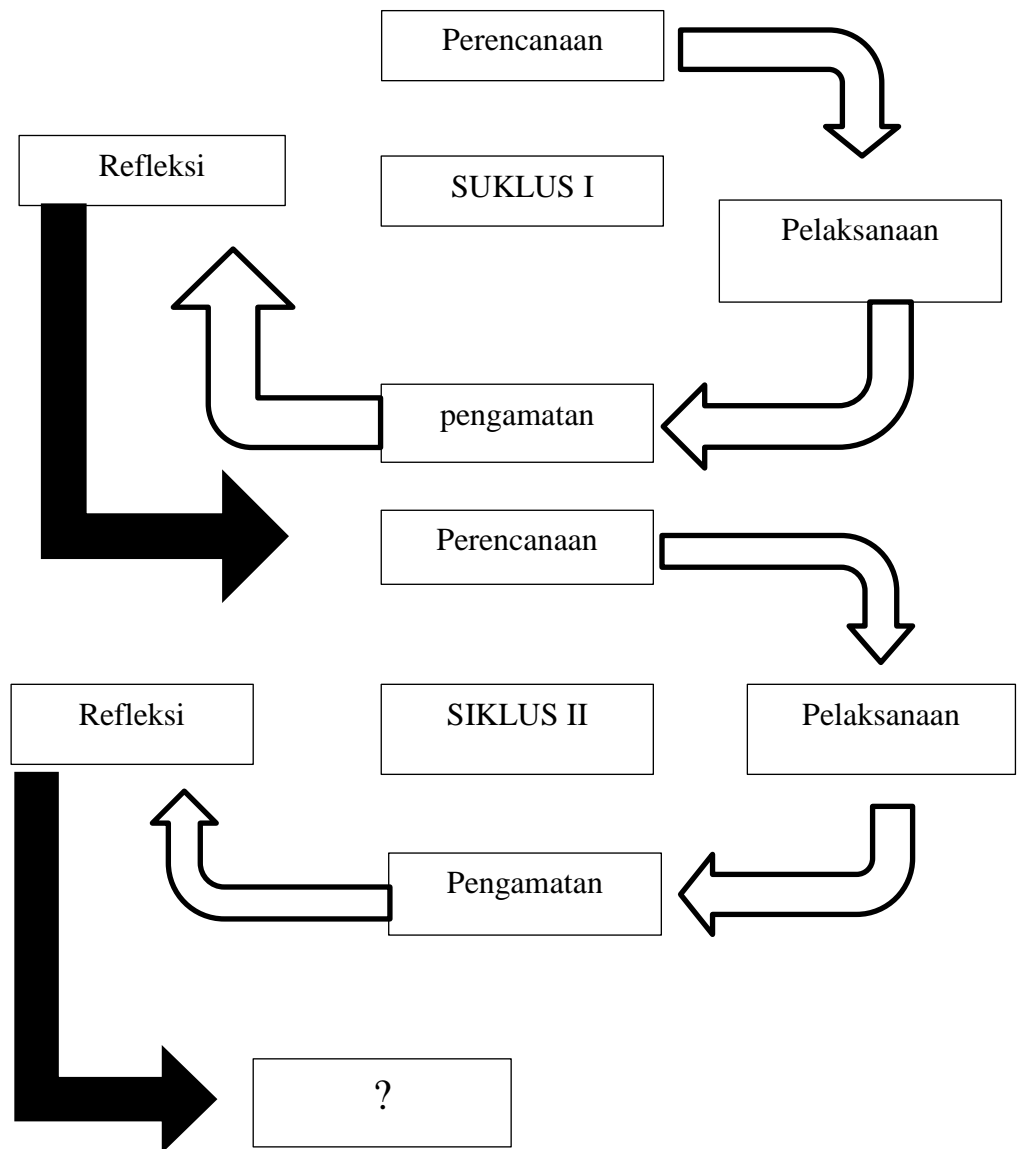 Perencanaan
Refleksi
SUKLUS I
Pelaksanaan
pengamatan
Perencanaan
Refleksi
SIKLUS II
Pelaksanaan
Pengamatan
?